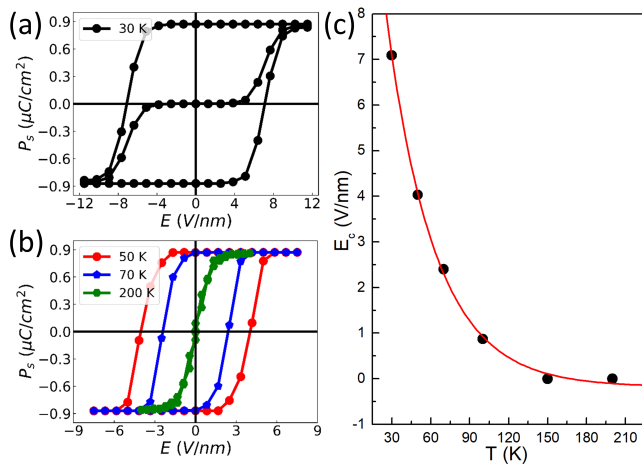 (a)
30 K
P_s (μC/cm²)
0.9
0.6
0.3
0.0
-0.3
-0.6
-0.9
-12 -8 -4 0 4 8 12
E (V/nm)
(b)
50 K
70 K
200 K
P_s (μC/cm²)
0.9
0.6
0.3
0.0
-0.3
-0.6
-0.9
-9 -6 -3 0 3 6 9
E (V/nm)
(c)
E_c (V/nm)
8
7
6
5
4
3
2
1
0
-1
30 60 90 120 150 180 210
T (K)